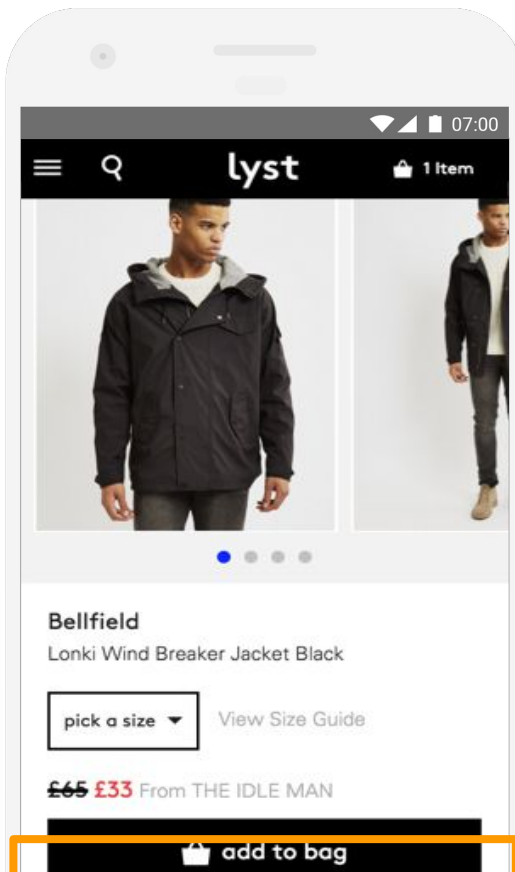 07:00
lyst 1 Item
Bellfield
Lonki Wind Breaker Jacket Black
pick a size View Size Guide
£65 £33 From THE IDLE MAN
add to bag